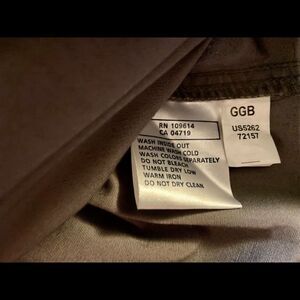 RN 109614
CA 04719
WASH INSIDE OUT
MACHINE WASH COLD
WASH COLORS SEPARATELY
DO NOT BLEACH
TUMBLE DRY LOW
WARM IRON
DO NOT DRY CLEAN
GGB
US5262
72157